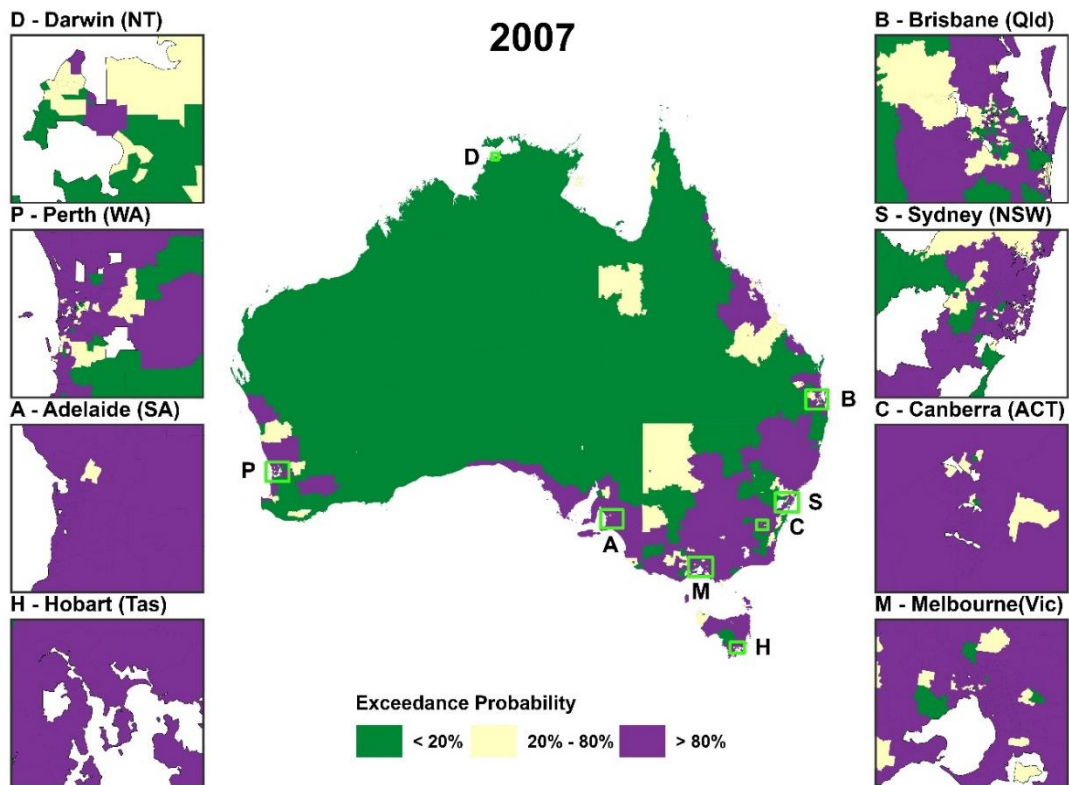 D - Darwin (NT)
2007
B - Brisbane (Qld)
P - Perth (WA)
S - Sydney (NSW)
A - Adelaide (SA)
C - Canberra (ACT)
H - Hobart (Tas)
M - Melbourne(Vic)
D
B
P
S
A
C
M
H
Exceedance Probability
< 20%
20% - 80%
> 80%